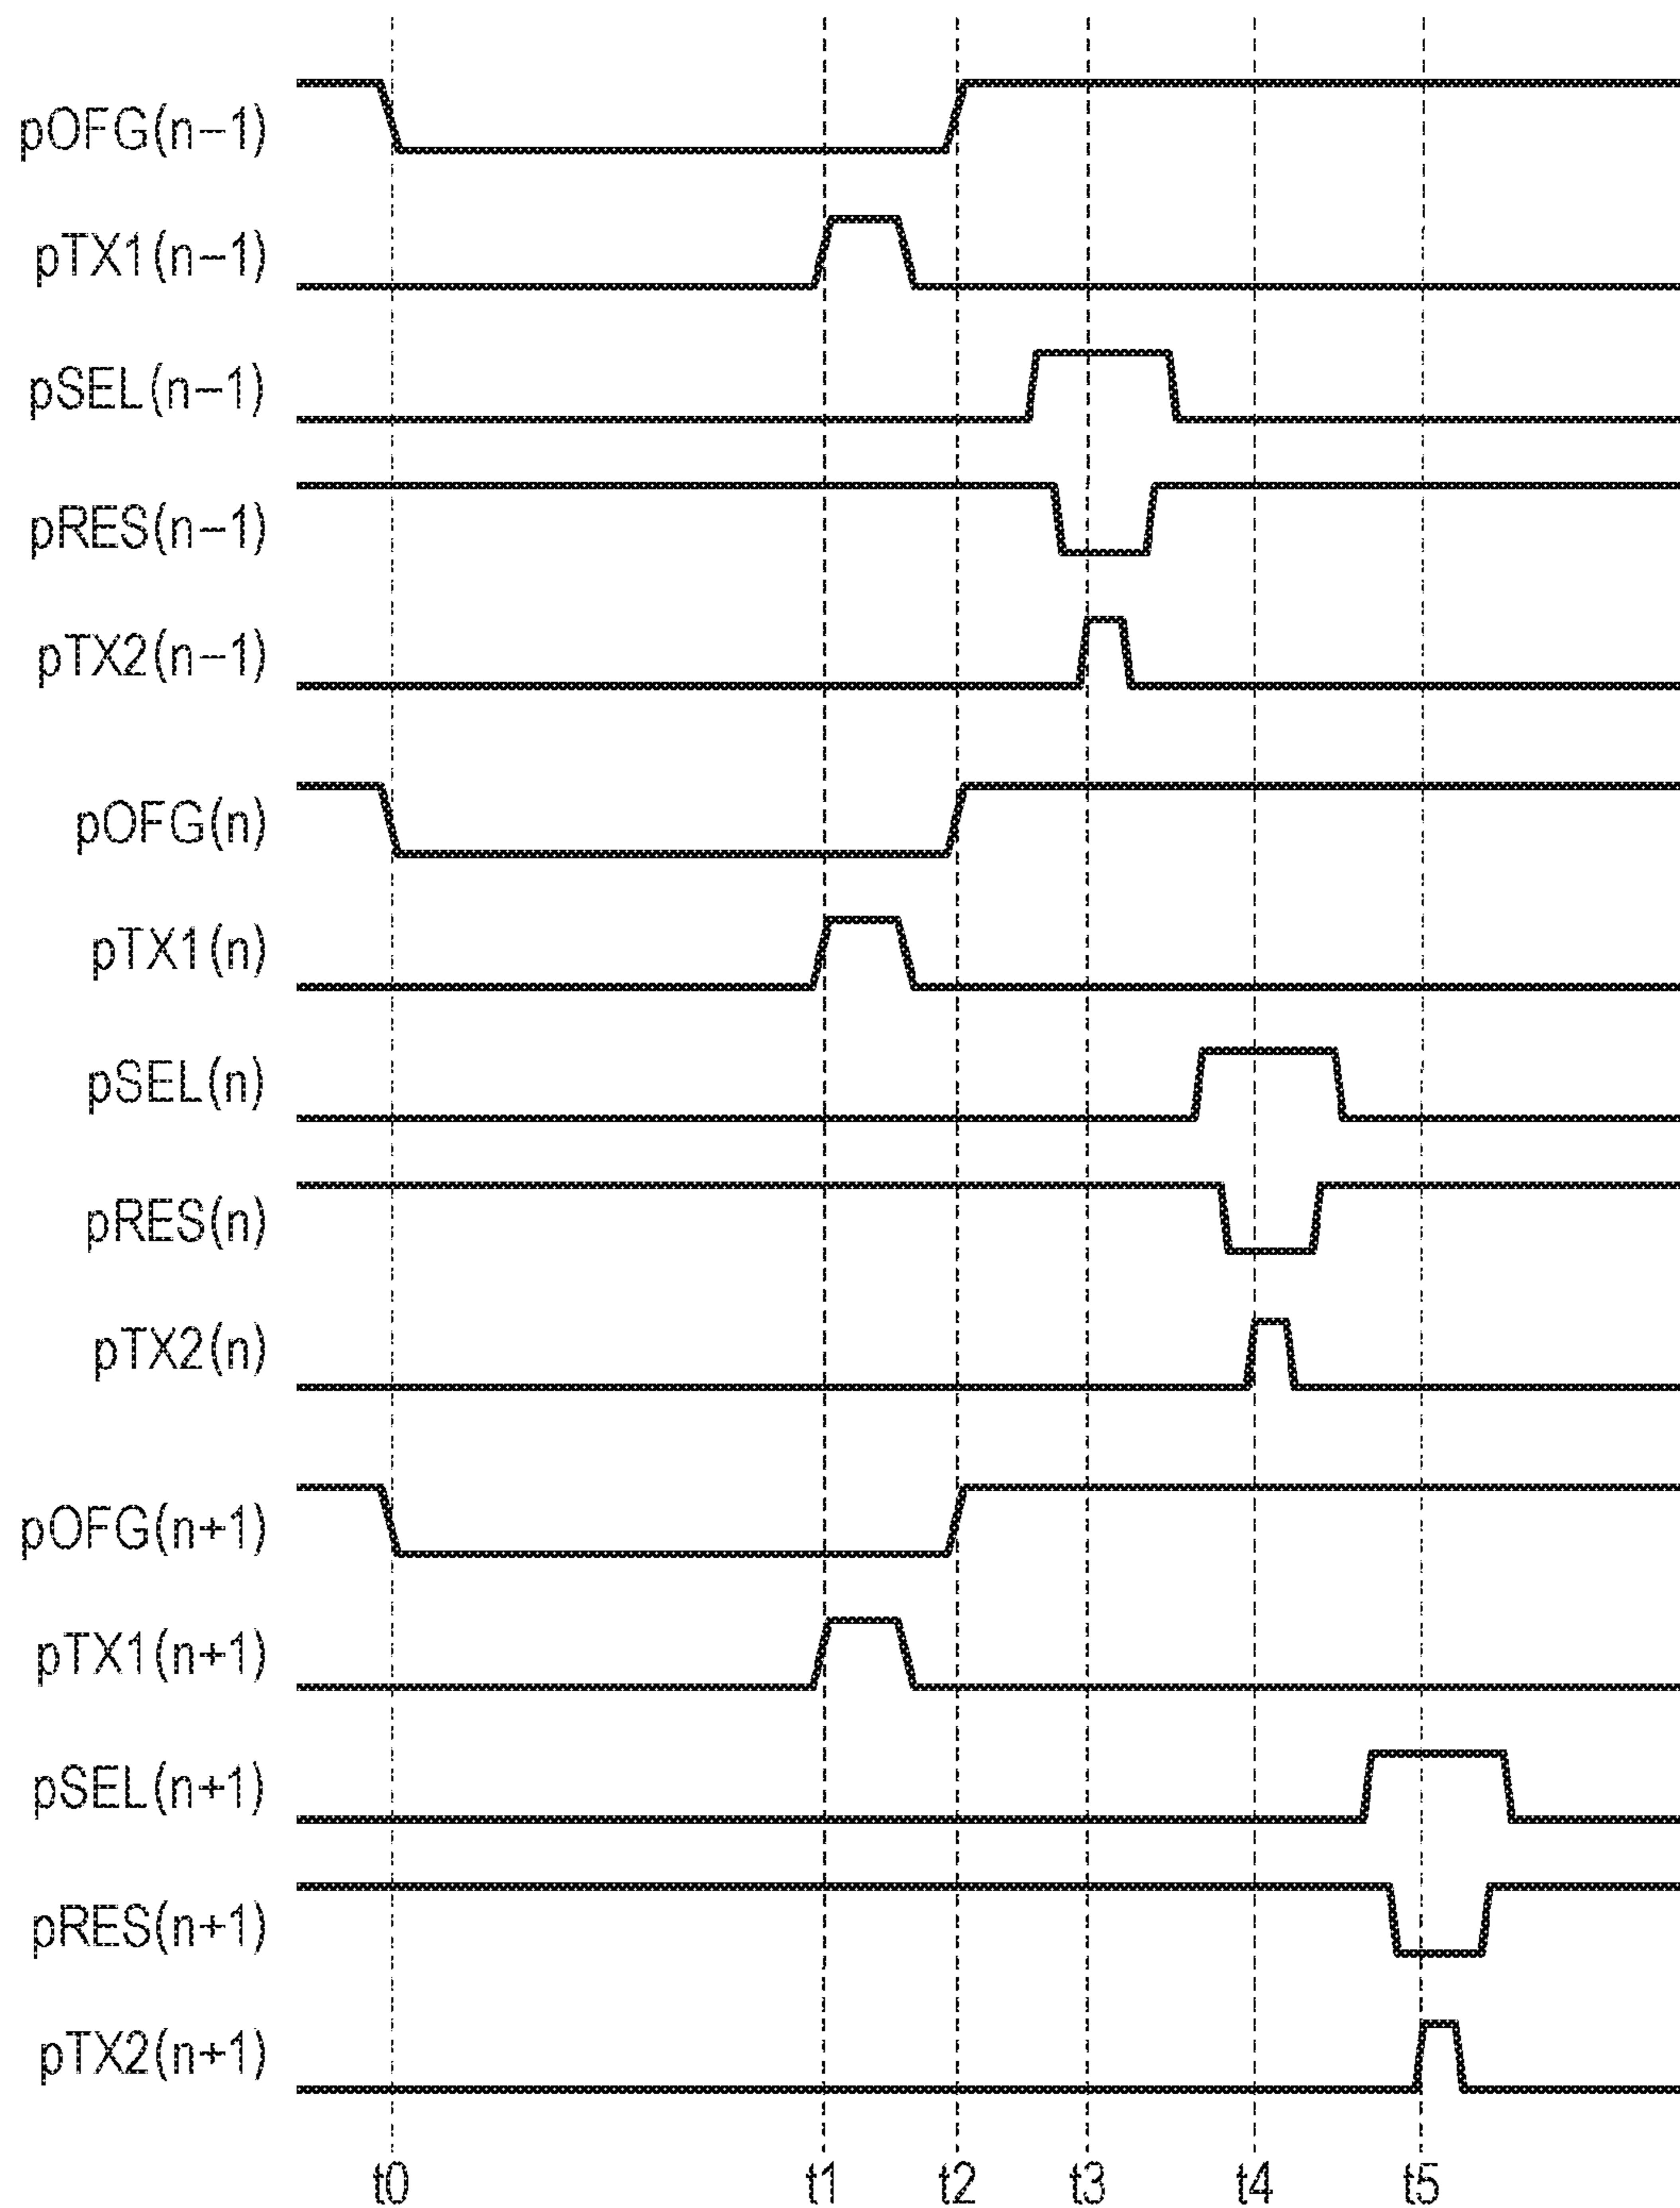 pOFG(n−1)
pTX1(n−1)
pSEL(n−1)
pRES(n−1)
pTX2(n−1)
pOFG(n)
pTX1(n)
pSEL(n)
pRES(n)
pTX2(n)
pOFG(n+1)
pTX1(n+1)
pSEL(n+1)
pRES(n+1)
pTX2(n+1)
t0 t1 t2 t3 t4 t5